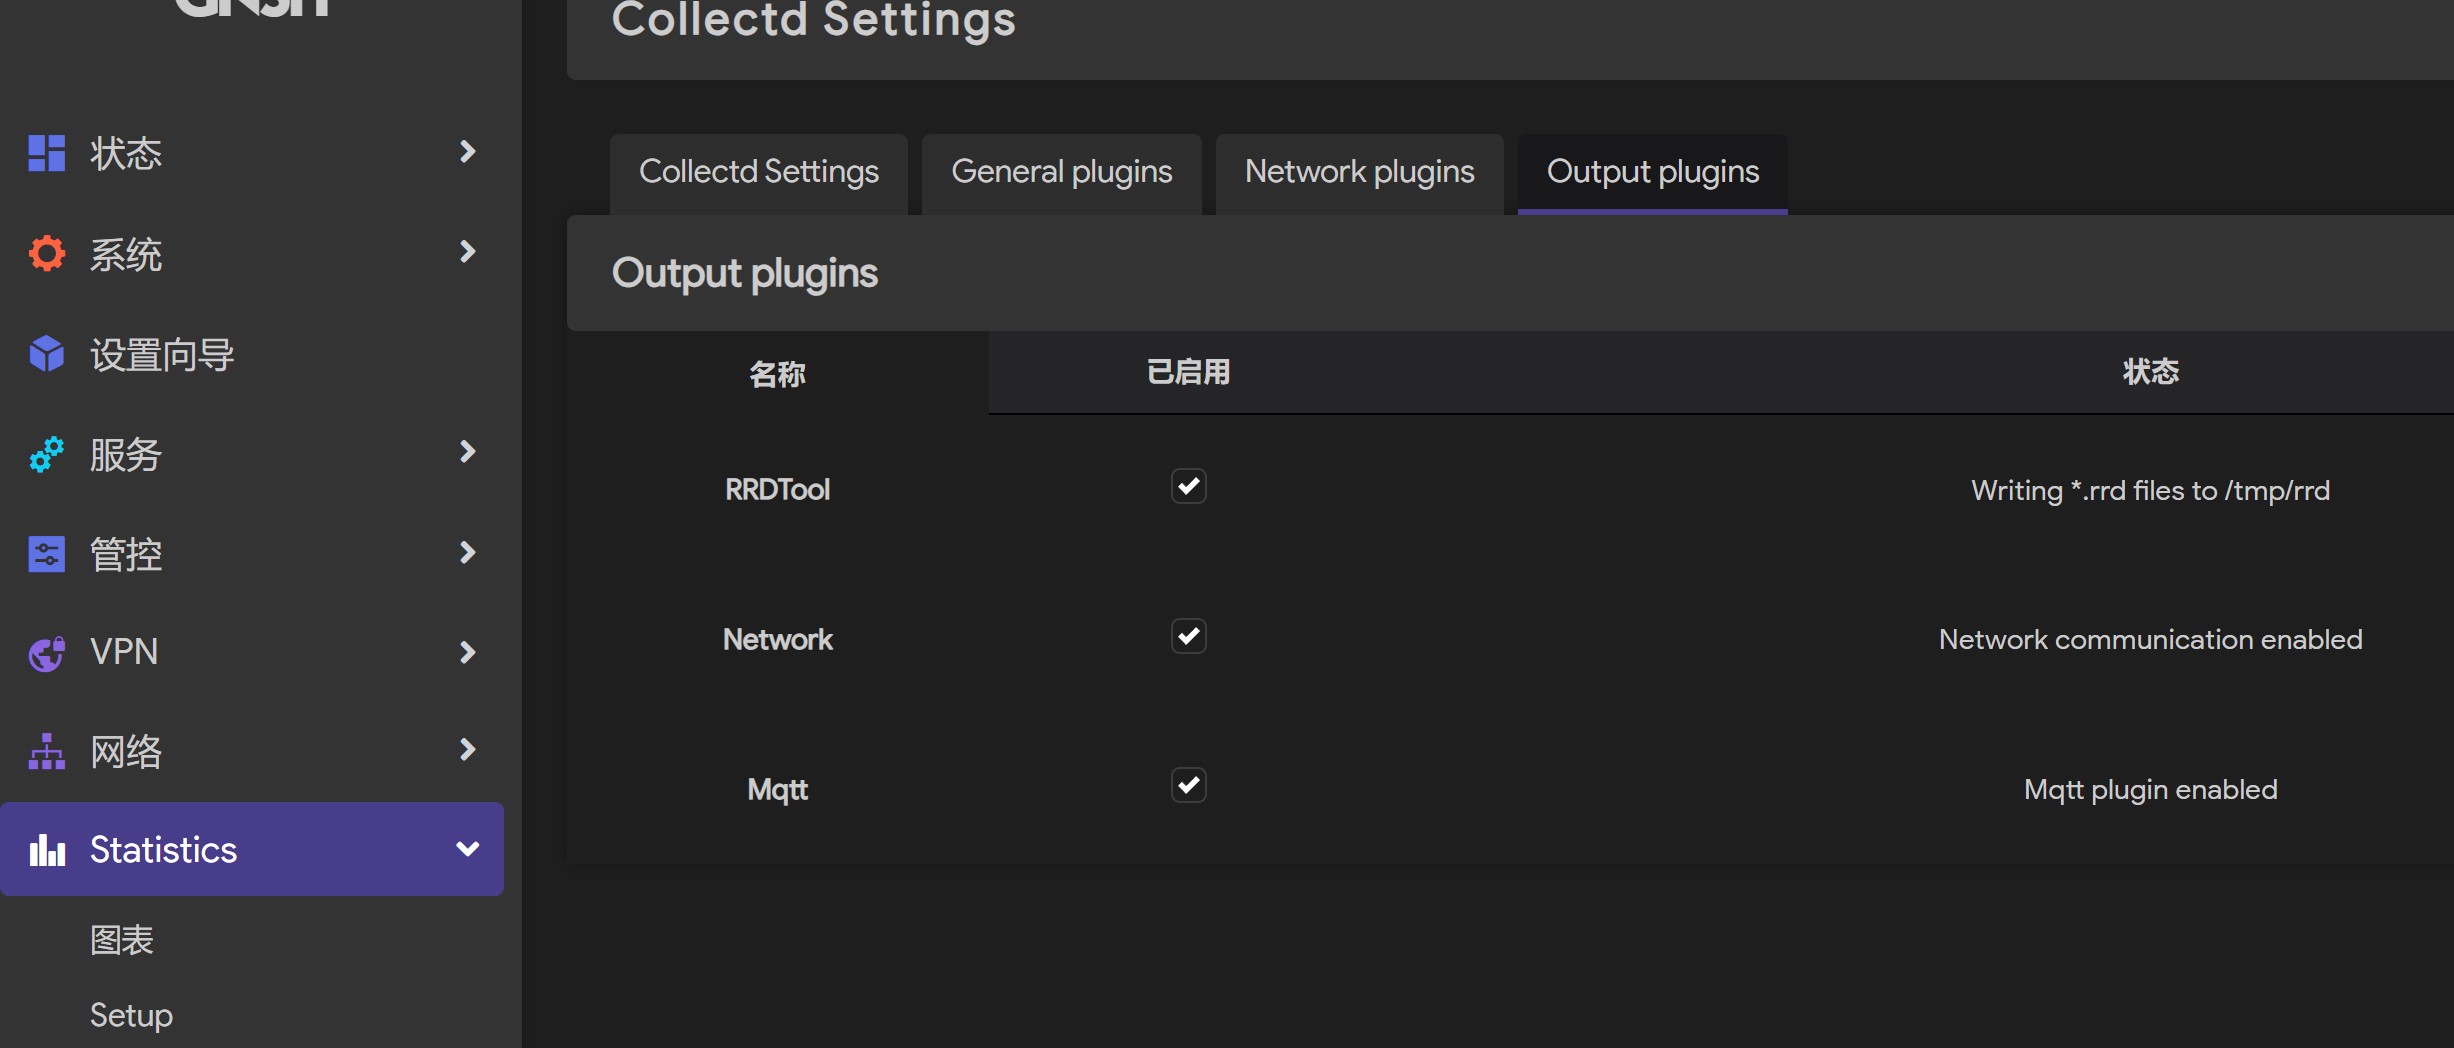 Collectd Settings
状态
系统
设置向导
服务
管控
VPN
网络
Statistics
图表
Setup
Collectd Settings
General plugins
Network plugins
Output plugins
Output plugins
名称
已启用
状态
RRDTool
Writing *.rrd files to /tmp/rrd
Network
Network communication enabled
Mqtt
Mqtt plugin enabled